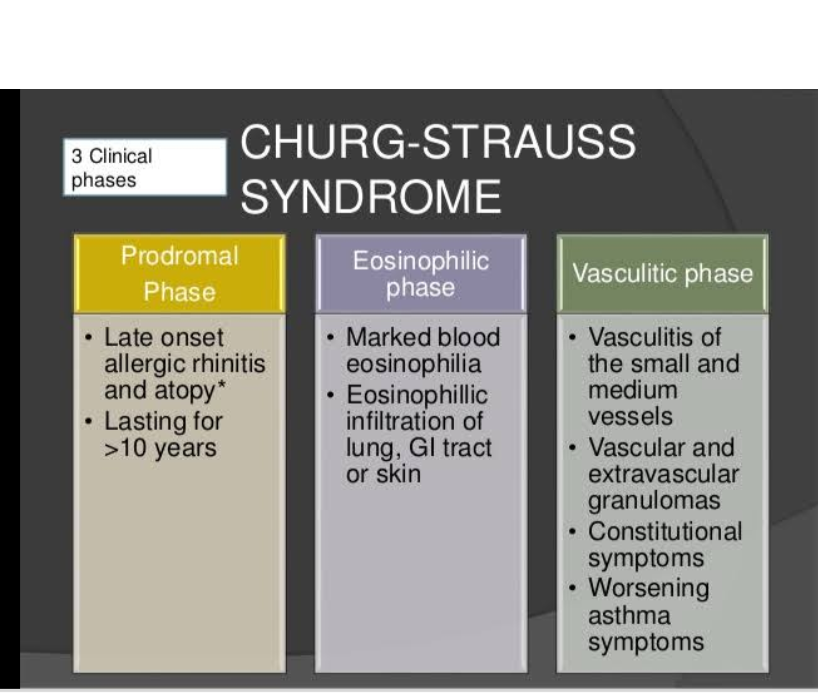 3 Clinical
phases
CHURG-STRAUSS
SYNDROME
Prodromal
Phase
• Late onset
allergic rhinitis
and atopy*
• Lasting for
>10 years
Eosinophilic
phase
• Marked blood
eosinophilia
• Eosinophillic
infiltration of
lung, GI tract
or skin
Vasculitic phase
• Vasculitis of
the small and
medium
vessels
• Vascular and
extravascular
granulomas
• Constitutional
symptoms
• Worsening
asthma
symptoms